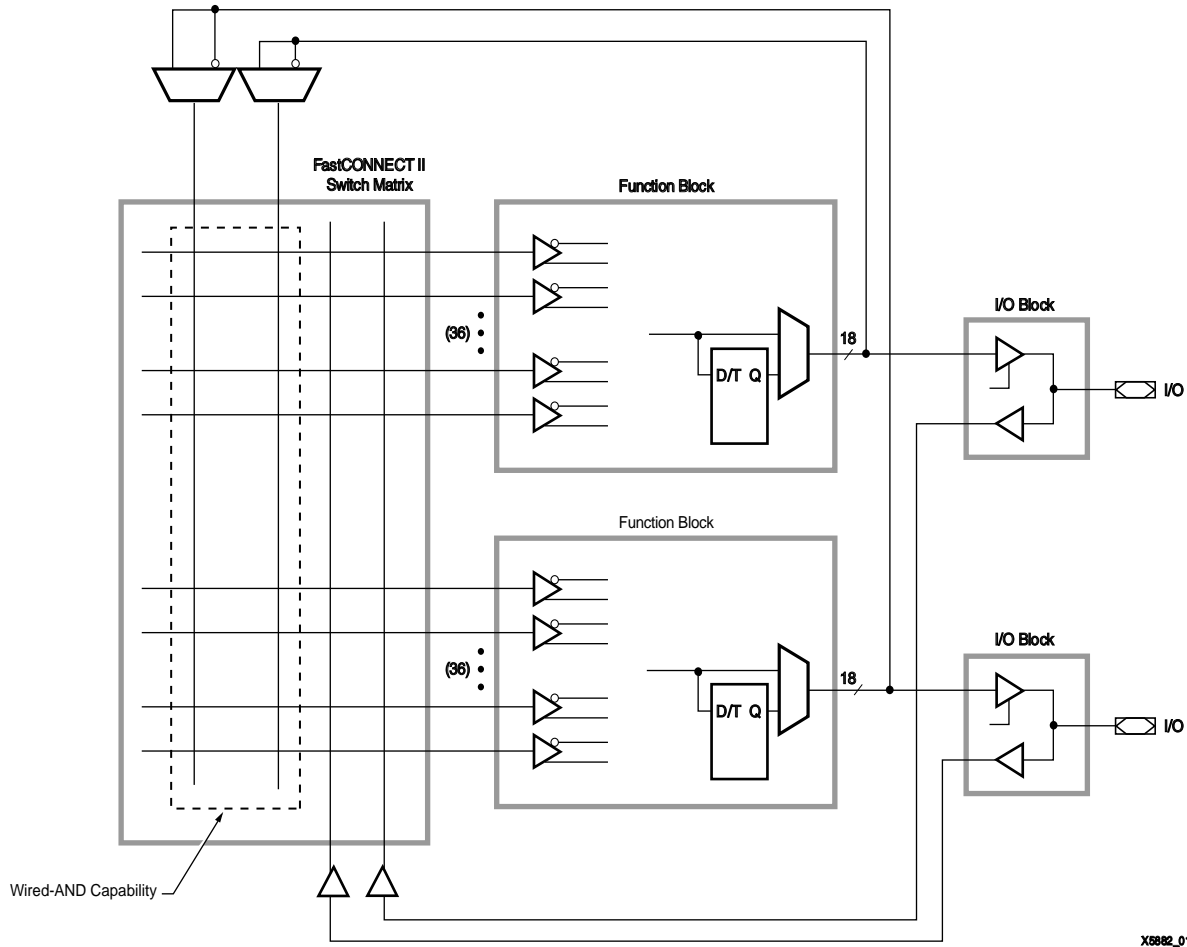 FastCONNECT II
Switch Matrix
Function Block
(36)
D/T Q
18
I/O Block
I/O
Function Block
(36)
D/T Q
18
I/O Block
I/O
Wired-AND Capability